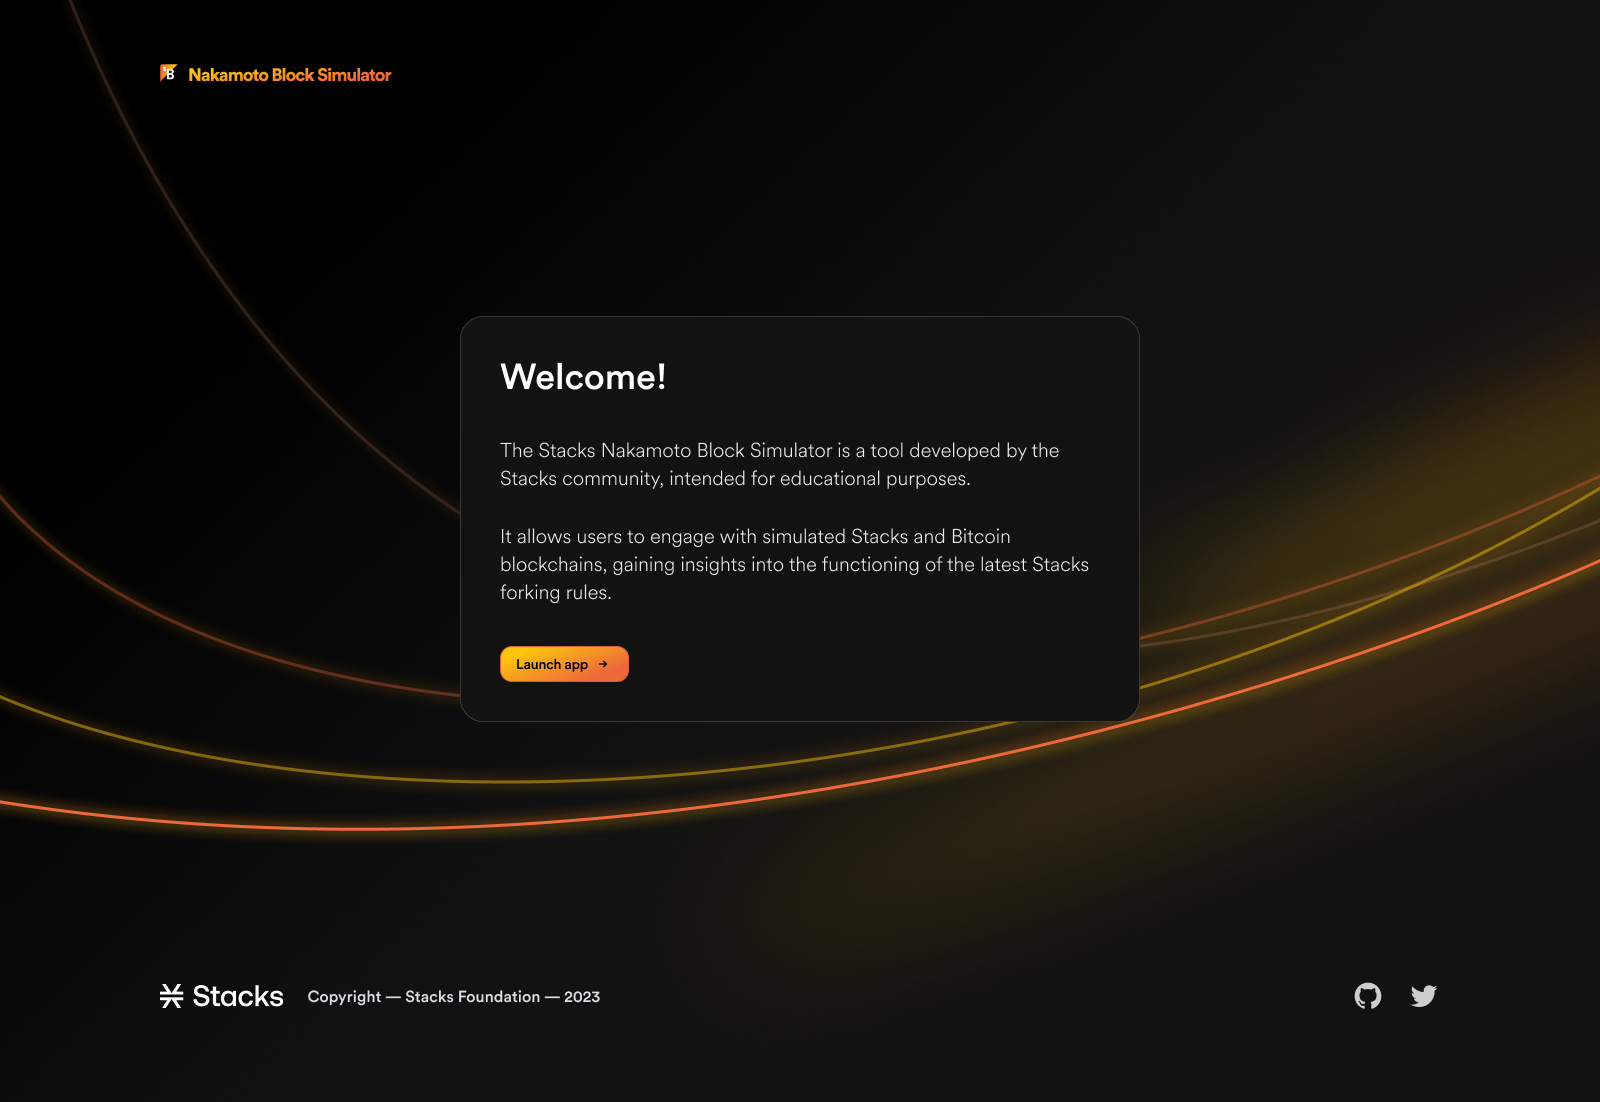 B Nakamoto Block Simulator
Welcome!
The Stacks Nakamoto Block Simulator is a tool developed by the
Stacks community, intended for educational purposes.
It allows users to engage with simulated Stacks and Bitcoin
blockchains, gaining insights into the functioning of the latest Stacks
forking rules.
Launch app →
Stacks Copyright — Stacks Foundation — 2023